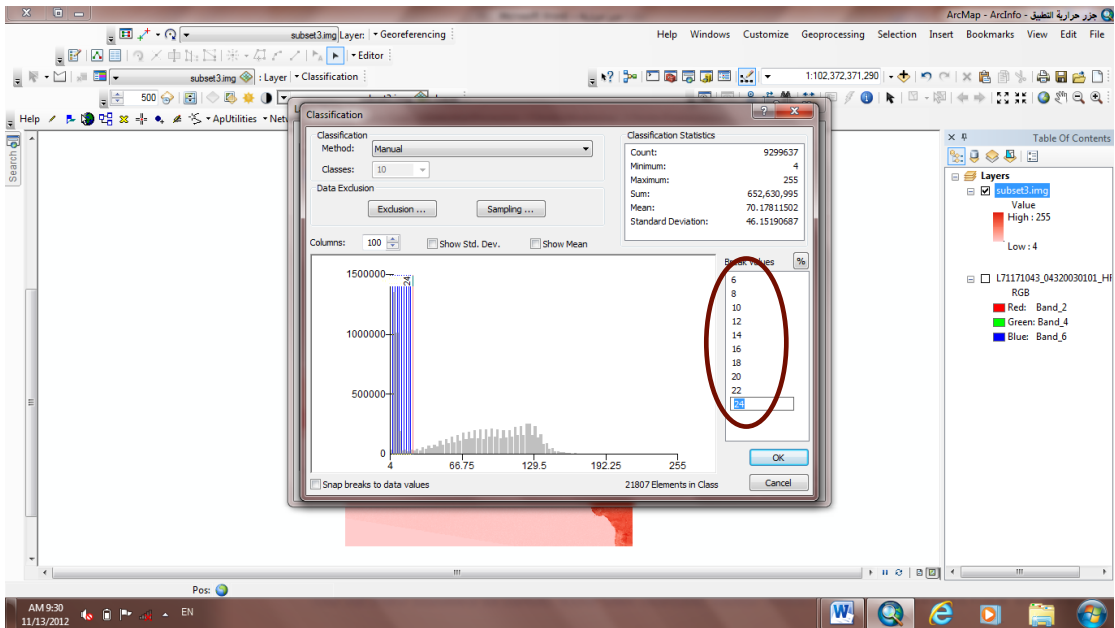 ArcMap - ArcInfo - جزر حرارية التطبيق
File Edit View Bookmarks Insert Selection Geoprocessing Customize Windows Help
Georeferencing Layer: subset3.img
Editor
1:102,372,371,290
Classification Layer : subset3.img
500
ApUtilities
Net
Help
Search
Classification
Classification
Method: Manual
Classes: 10
Data Exclusion
Exclusion ... Sampling ...
Classification Statistics
Count: 9299637
Minimum: 4
Maximum: 255
Sum: 652,630,995
Mean: 70.17811502
Standard Deviation: 46.15190687
Columns: 100 Show Std. Dev. Show Mean
Break Values %
1500000
1000000
500000
0
24
4 66.75 129.5 192.25 255
6
8
10
12
14
16
18
20
22
24
OK
Cancel
Snap breaks to data values
21807 Elements in Class
Table Of Contents
Layers
subset3.img
Value
High : 255
Low : 4
L71171043_04320030101_HF
RGB
Red: Band_2
Green: Band_4
Blue: Band_6
Pos:
AM 9:30
11/13/2012
EN